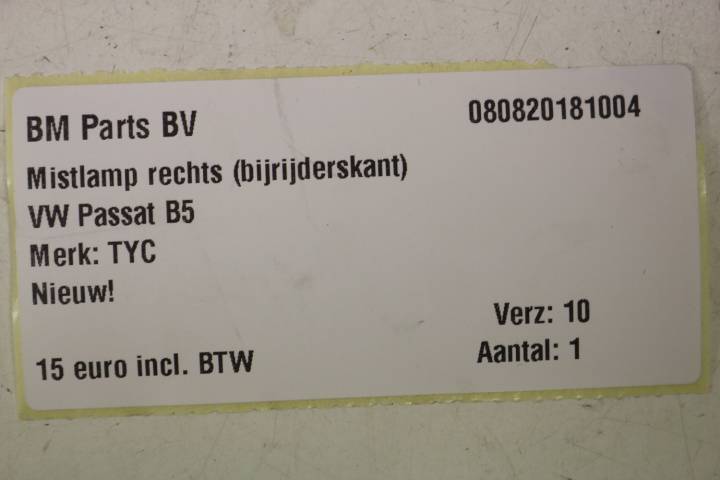 BM Parts BV
080820181004
Mistlamp rechts (bijrijderskant)
VW Passat B5
Merk: TYC
Nieuw!
Verz: 10
15 euro incl. BTW
Aantal: 1